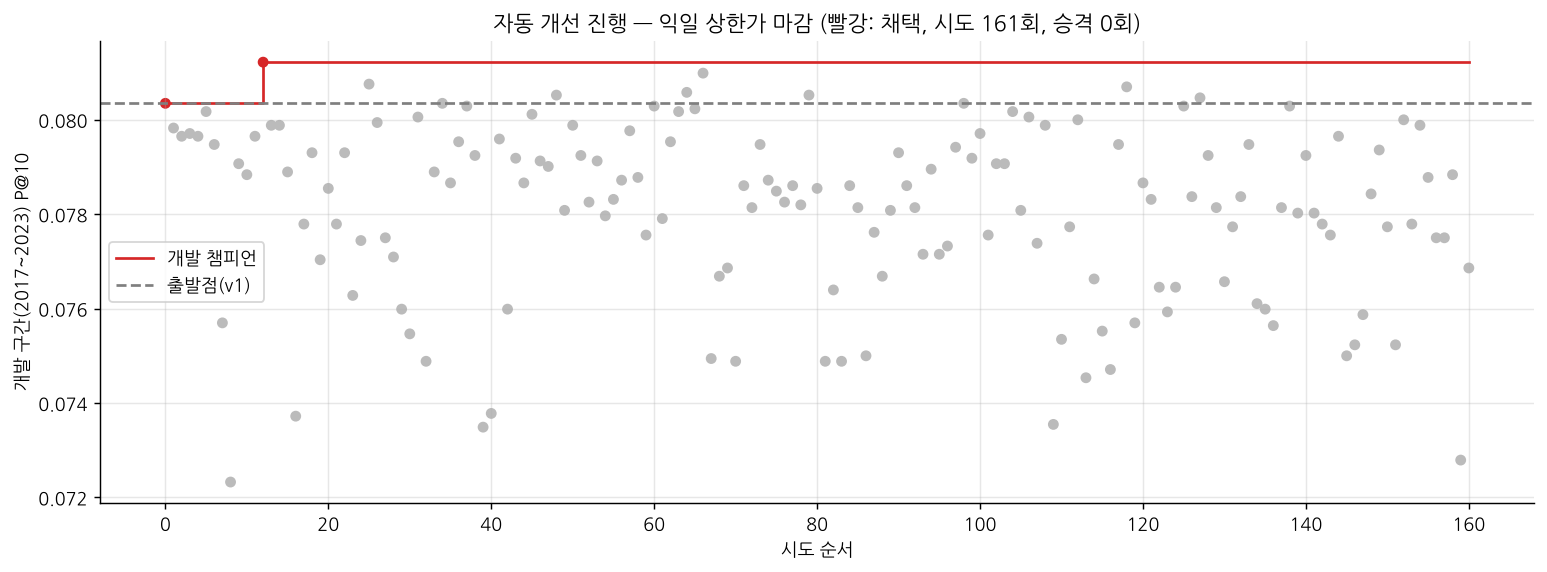 자동 개선 진행 — 익일 상한가 마감 (빨강: 채택, 시도 161회, 승격 0회)
개발 구간(2017~2023) P@10
0.080
0.078
0.076
0.074
0.072
개발 챔피언
출발점(v1)
0 20 40 60 80 100 120 140 160
시도 순서